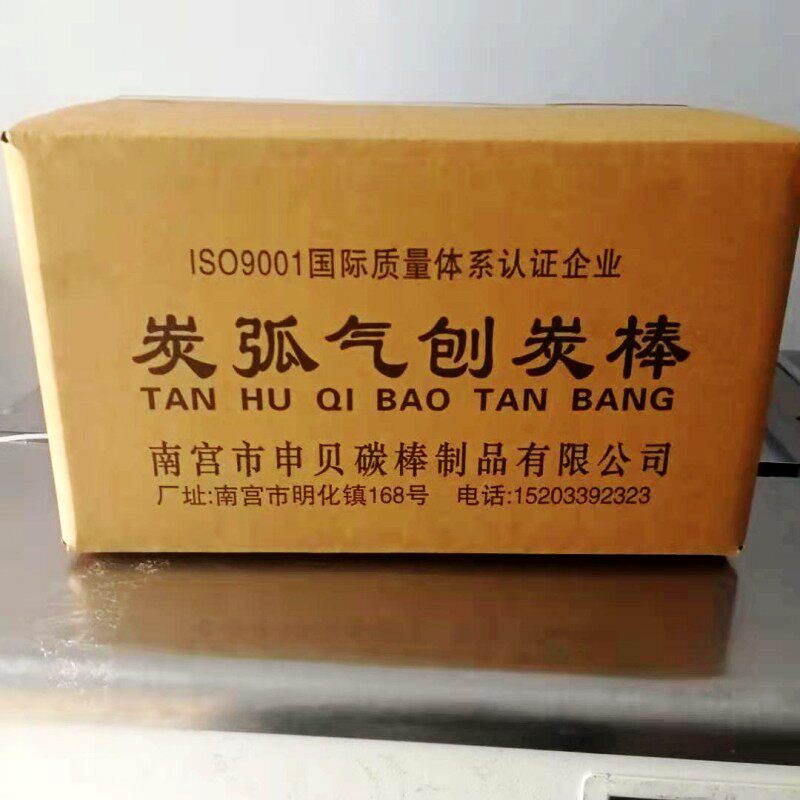 ISO9001国际质量体系认证企业
炭弧气刨炭棒
TAN HU QI BAO TAN BANG
南宫市申贝碳棒制品有限公司
厂址:南宫市明化镇168号 电话:15203392323